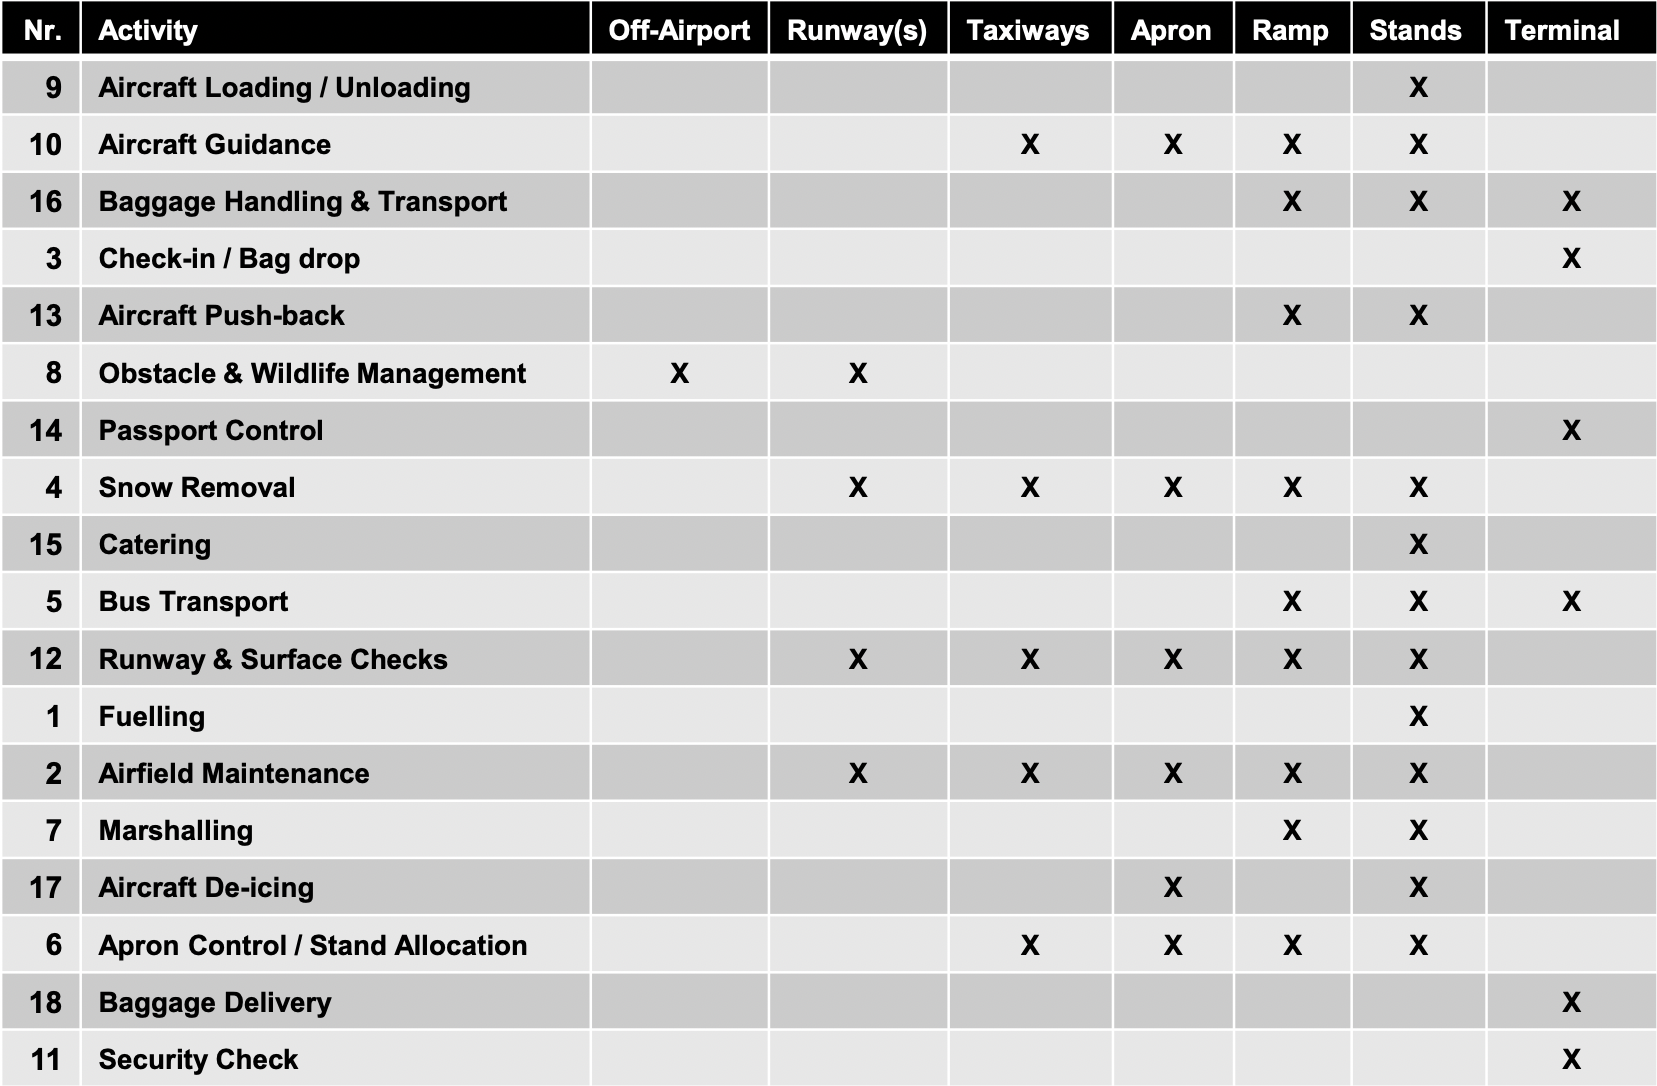 Nr. Activity Off-Airport Runway(s) Taxiways Apron Ramp Stands Terminal
9 Aircraft Loading / Unloading X
10 Aircraft Guidance X X X X
16 Baggage Handling & Transport X X X
3 Check-in / Bag drop X
13 Aircraft Push-back X X
8 Obstacle & Wildlife Management X X
14 Passport Control X
4 Snow Removal X X X X X
15 Catering X
5 Bus Transport X X X
12 Runway & Surface Checks X X X X X
1 Fuelling X
2 Airfield Maintenance X X X X X
7 Marshalling X X
17 Aircraft De-icing X X
6 Apron Control / Stand Allocation X X X X
18 Baggage Delivery X
11 Security Check X